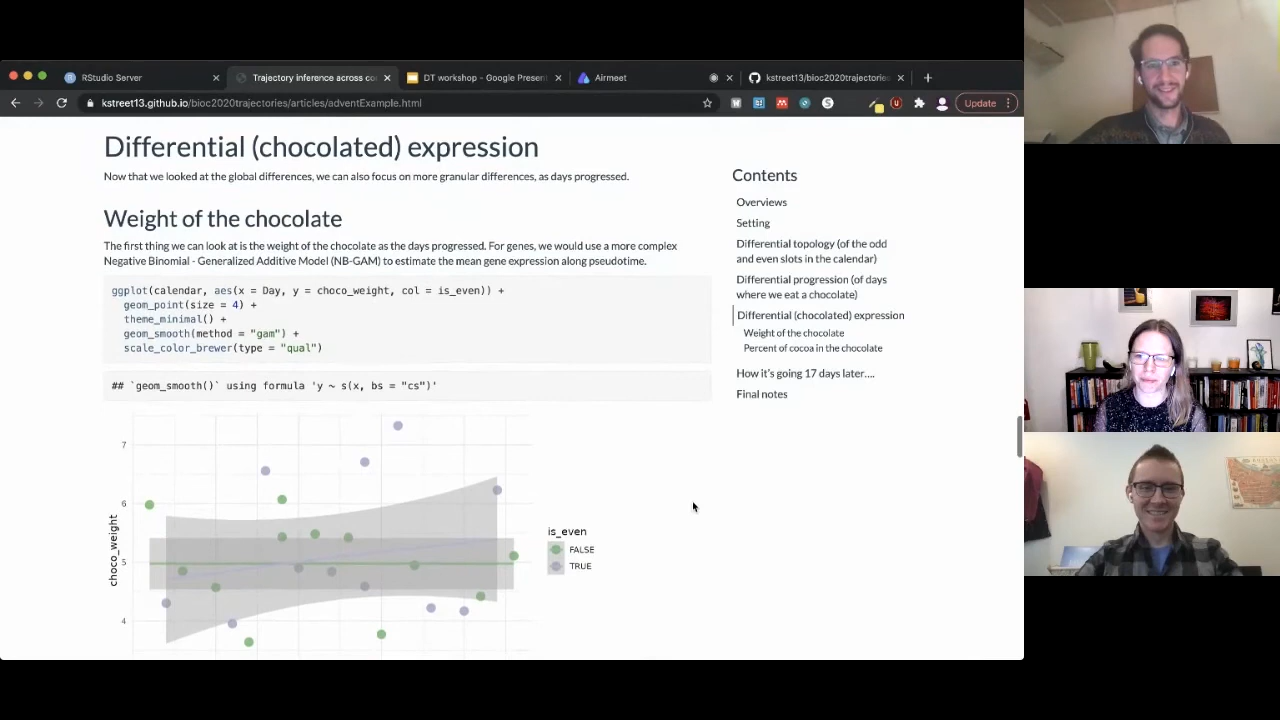 RStudio Server
Trajectory inference across co
DT workshop - Google Present
Airmeet
kstreet13/bioc2020trajectories
kstreet13.github.io/bioc2020trajectories/articles/adventExample.html
Update
Differential (chocolated) expression
Now that we looked at the global differences, we can also focus on more granular differences, as days progressed.
Weight of the chocolate
The first thing we can look at is the weight of the chocolate as the days progressed. For genes, we would use a more complex
Negative Binomial - Generalized Additive Model (NB-GAM) to estimate the mean gene expression along pseudotime.
ggplot(calendar, aes(x = Day, y = choco_weight, col = is_even)) +
geom_point(size = 4) +
theme_minimal() +
geom_smooth(method = "gam") +
scale_color_brewer(type = "qual")
## `geom_smooth()` using formula 'y ~ s(x, bs = "cs")'
7
6
5
4
choco_weight
is_even
FALSE
TRUE
Contents
Overviews
Setting
Differential topology (of the odd
and even slots in the calendar)
Differential progression (of days
where we eat a chocolate)
Differential (chocolated) expression
Weight of the chocolate
Percent of cocoa in the chocolate
How it's going 17 days later....
Final notes